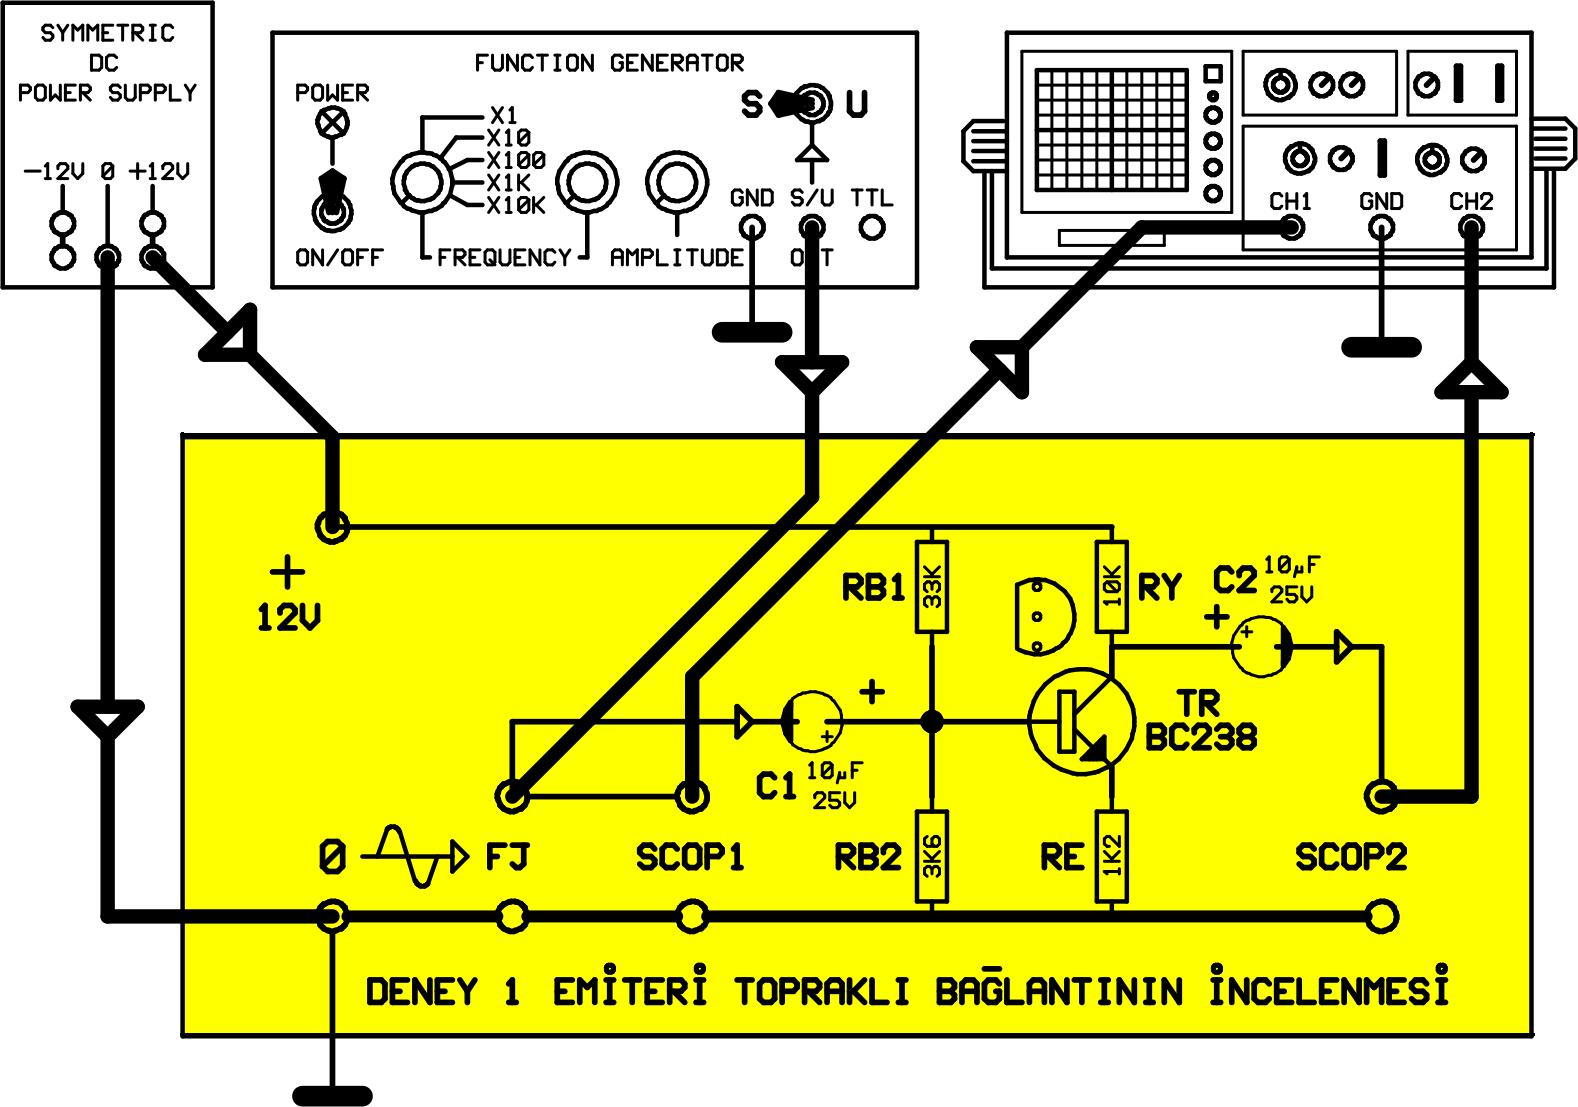 SYMMETRIC
DC
POWER SUPPLY
-12V 0 +12V
FUNCTION GENERATOR
POWER
ON/OFF
X1
X10
X100
X1K
X10K
FREQUENCY
AMPLITUDE
S U
GND S/U TTL
CH1 GND CH2
+
12V
RB1 33K
10K RY
C2 10µF
25V
+
+
+
TR
BC238
+
C1 10µF
25V
0
FJ
SCOP1
RB2 3K6
RE 1K2
SCOP2
DENEY 1 EMİTERİ TOPRAKLI BAĞLANTININ İNCELENMESİ